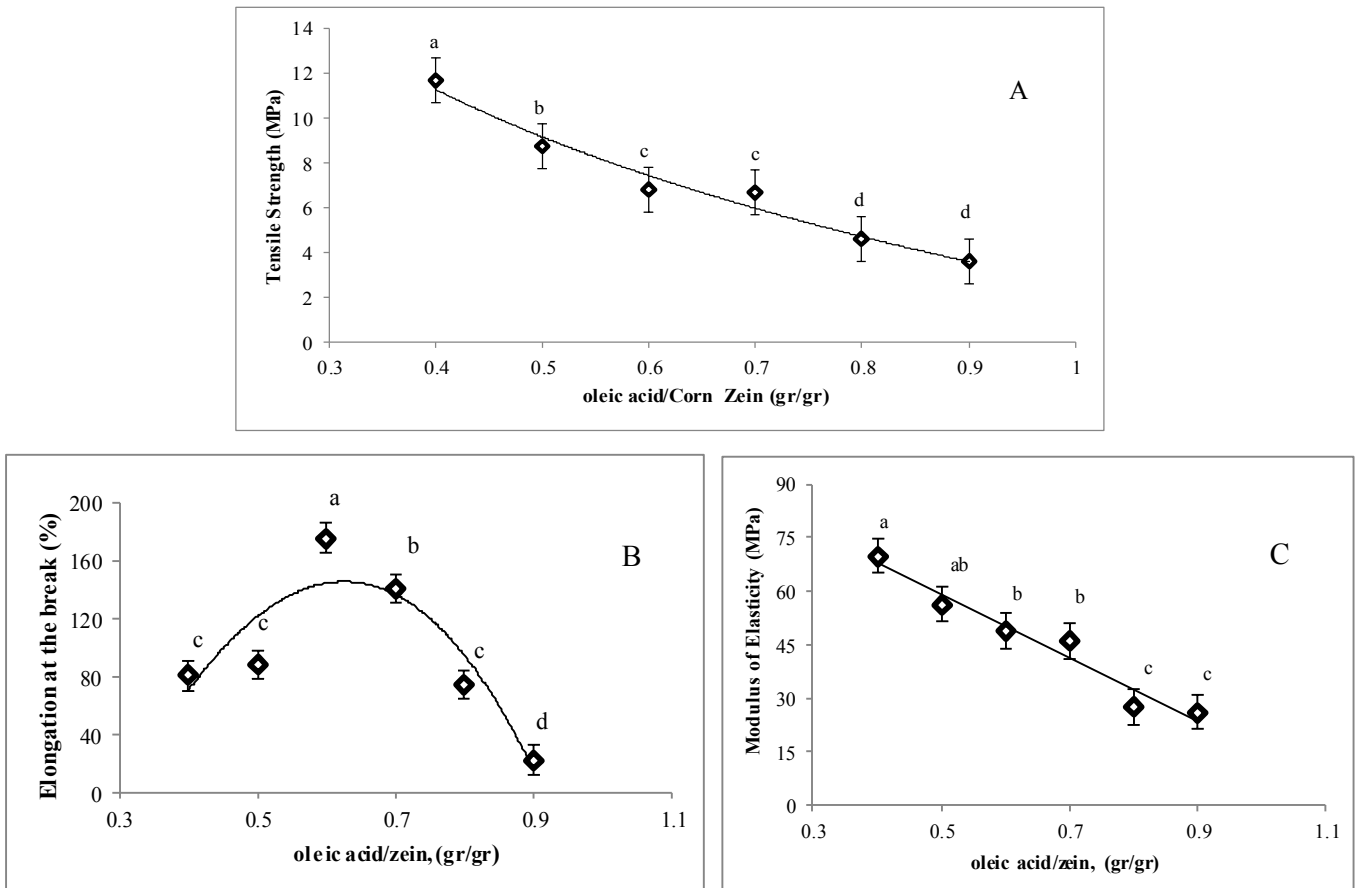 14
12
10
8
6
4
2
0
0.3 0.4 0.5 0.6 0.7 0.8 0.9 1
Tensile Strength (MPa)
oleic acid/Corn Zein (gr/gr)
a
b
c
c
d
d
A
200
160
120
80
40
0
0.3 0.5 0.7 0.9 1.1
Elongation at the break (%)
oleic acid/zein, (gr/gr)
c
c
a
b
c
d
B
90
75
60
45
30
15
0
0.3 0.5 0.7 0.9 1.1
Modulus of Elasticity (MPa)
oleic acid/zein, (gr/gr)
a
ab
b
b
c
c
C